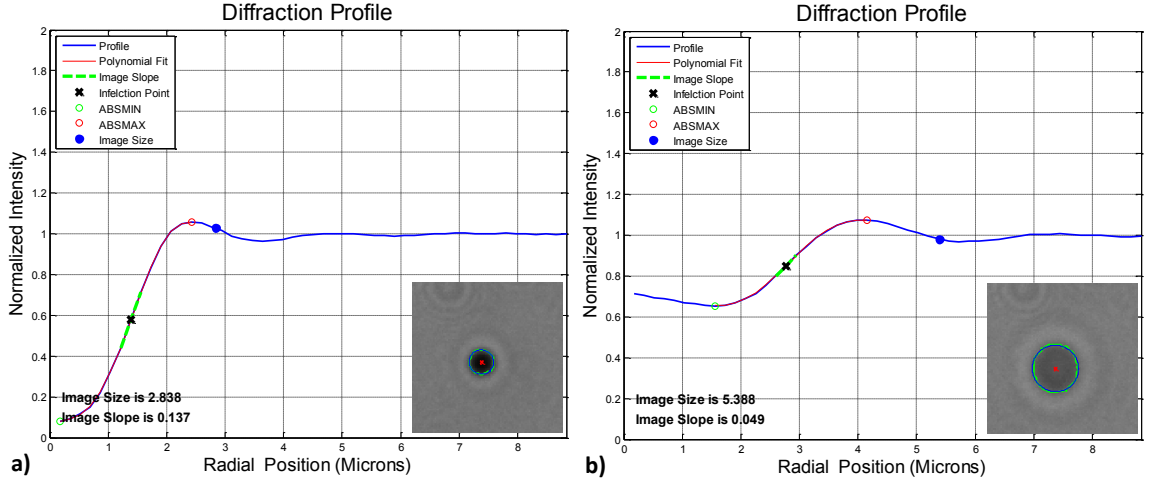 Diffraction Profile
Normalized Intensity
2
1.8
1.6
1.4
1.2
1
0.8
0.6
0.4
0.2
0
Profile
Polynomial Fit
Image Slope
Infelction Point
ABSMIN
ABSMAX
Image Size
Image Size is 2.838
Image Slope is 0.137
0 1 2 3 4 5 6 7 8
Radial Position (Microns)
a)
Diffraction Profile
Normalized Intensity
2
1.8
1.6
1.4
1.2
1
0.8
0.6
0.4
0.2
0
Profile
Polynomial Fit
Image Slope
Infelction Point
ABSMIN
ABSMAX
Image Size
Image Size is 5.388
Image Slope is 0.049
0 1 2 3 4 5 6 7 8
Radial Position (Microns)
b)